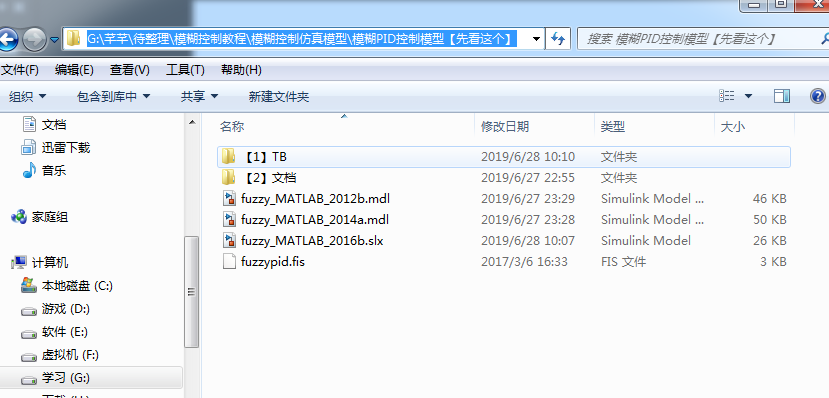 G:\芊芊\待整理\模糊控制教程\模糊控制仿真模型\模糊PID控制模型【先看这个】
搜索 模糊PID控制模型【先看这个】
文件(F) 编辑(E) 查看(V) 工具(T) 帮助(H)
组织 包含到库中 共享 新建文件夹
名称 修改日期 类型 大小
文档
迅雷下载
音乐
家庭组
计算机
本地磁盘 (C:)
游戏 (D:)
软件 (E:)
虚拟机 (F:)
学习 (G:)
【1】TB 2019/6/28 10:10 文件夹
【2】文档 2019/6/27 22:55 文件夹
fuzzy_MATLAB_2012b.mdl 2019/6/27 23:29 Simulink Model ... 46 KB
fuzzy_MATLAB_2014a.mdl 2019/6/27 23:28 Simulink Model ... 50 KB
fuzzy_MATLAB_2016b.slx 2019/6/28 10:07 Simulink Model 26 KB
fuzzypid.fis 2017/3/6 16:33 FIS 文件 3 KB